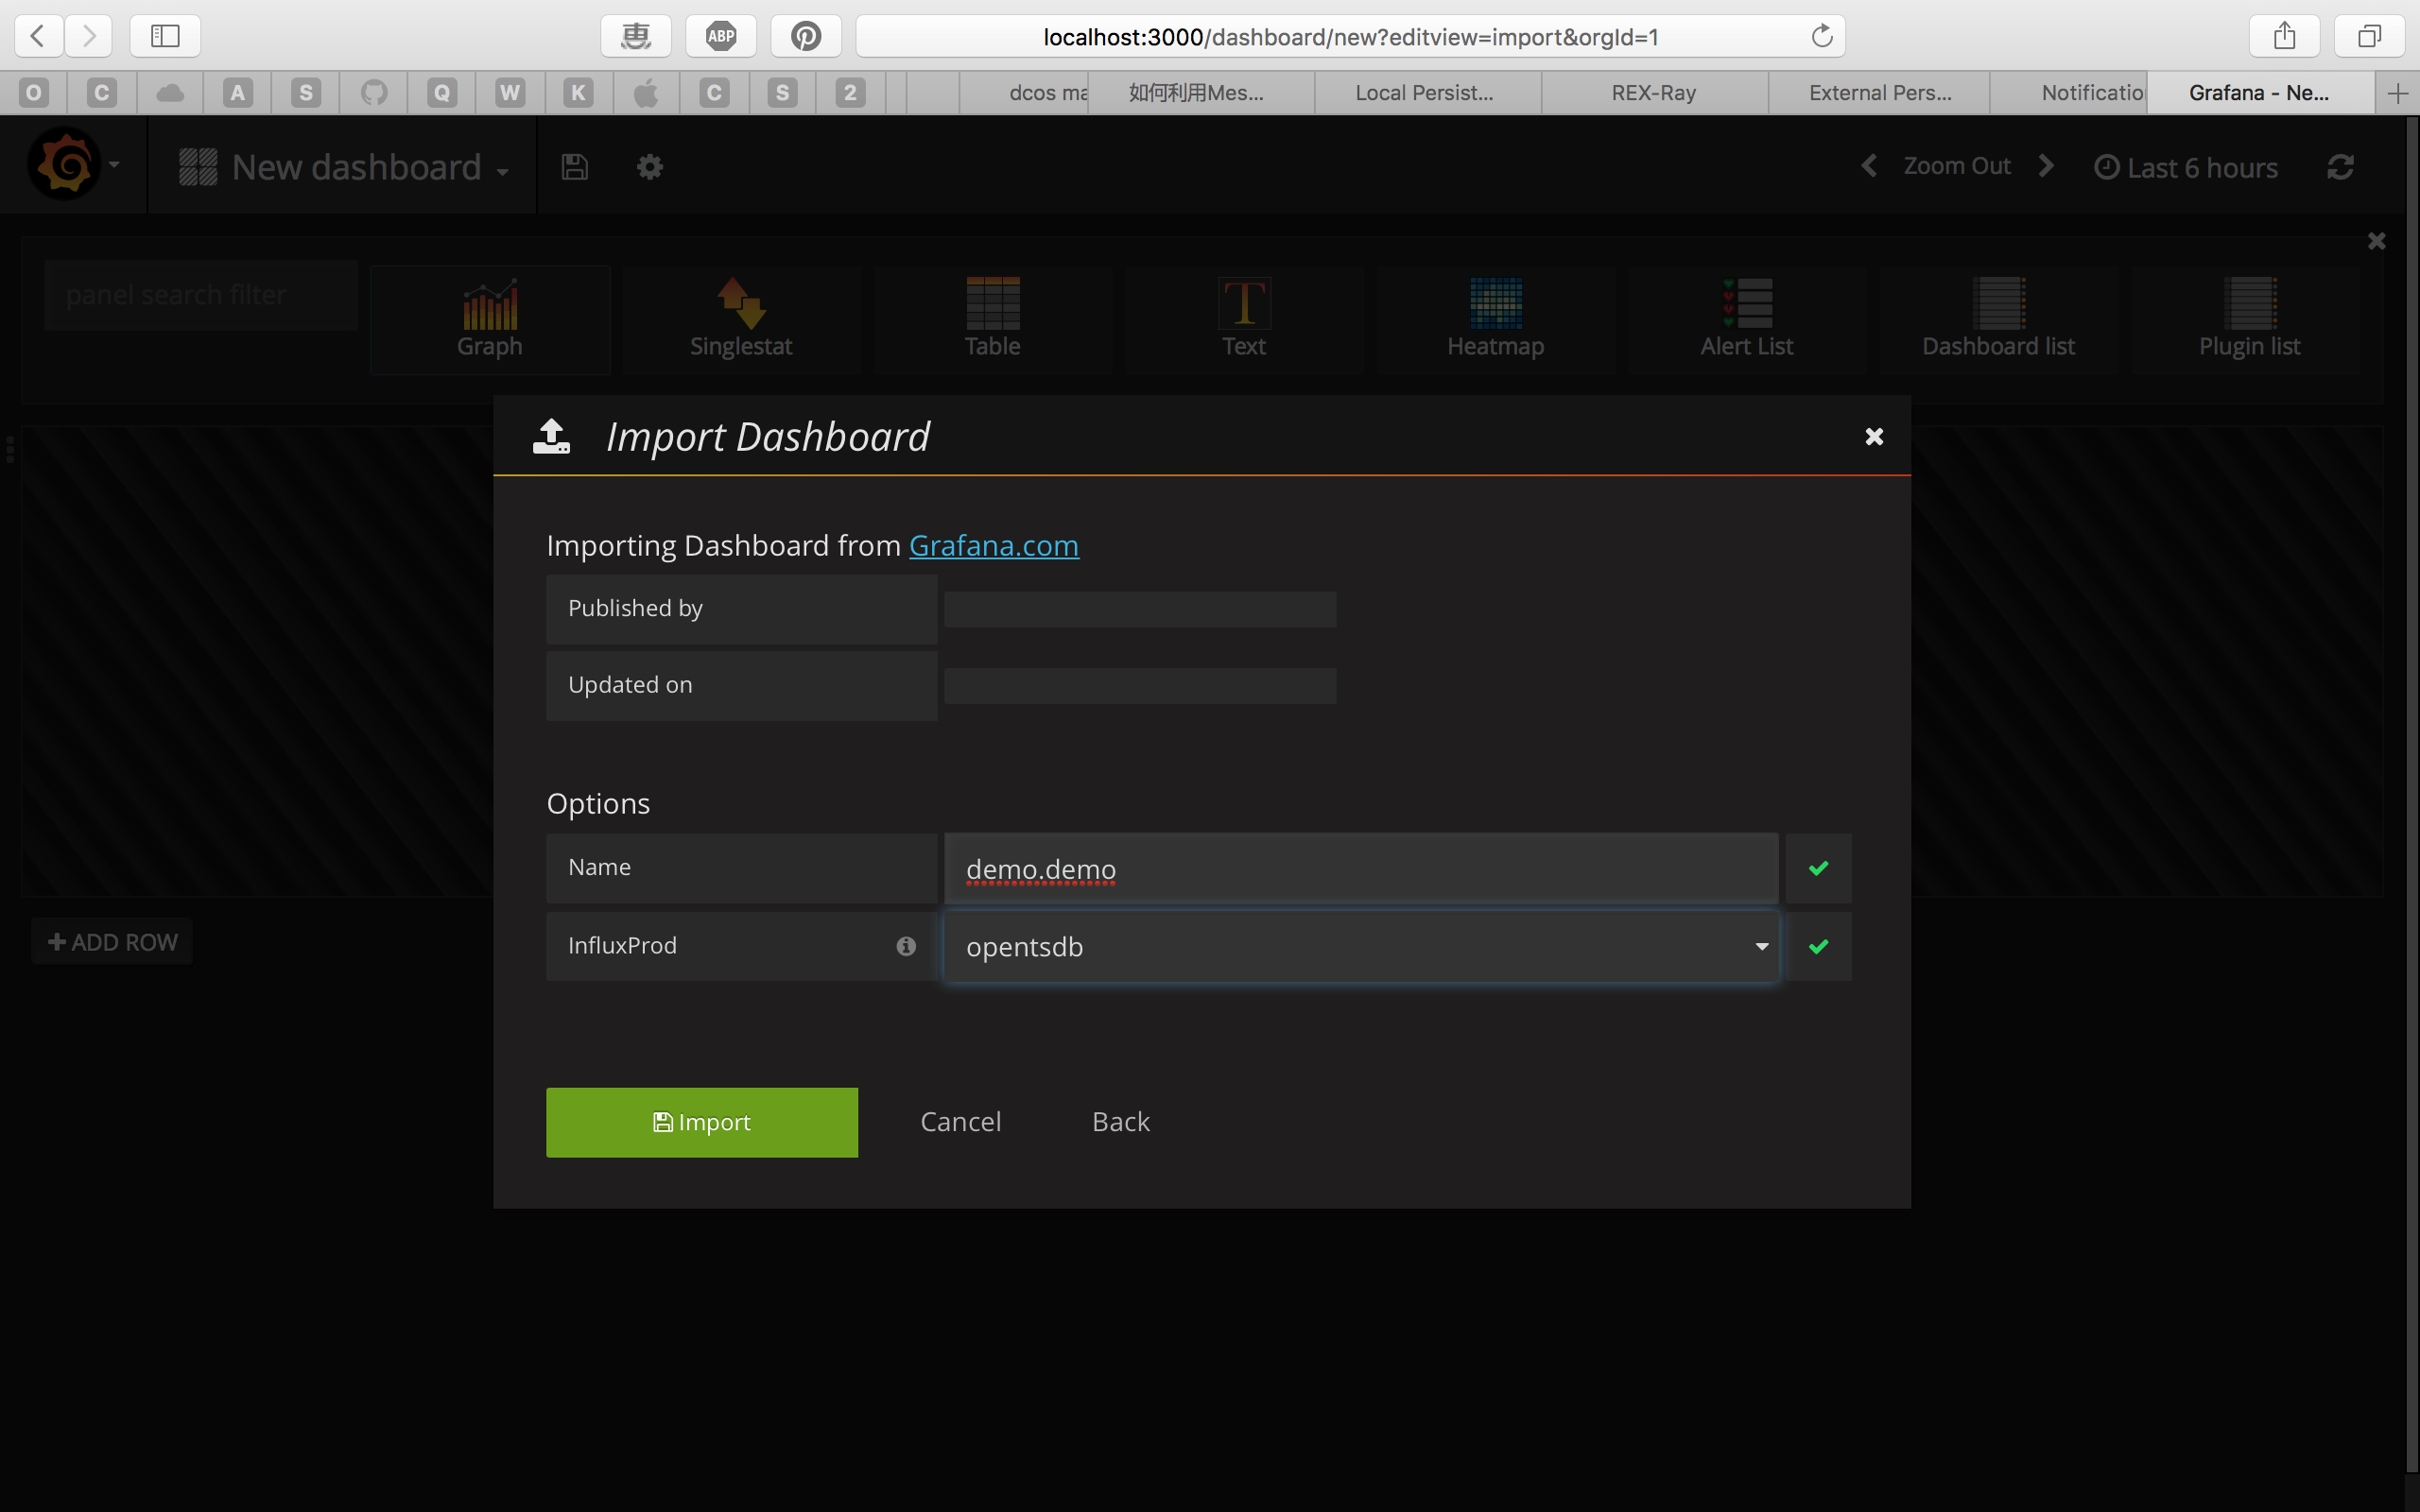 ABP
localhost:3000/dashboard/new?editview=import&orgId=1
O C A S Q W K C S 2 dcos ma 如何利用Mes... Local Persist... REX-Ray External Pers... Notification Grafana - Ne...
New dashboard
Zoom Out
Last 6 hours
panel search filter
Graph
Singlestat
Table
Text
Heatmap
Alert List
Dashboard list
Plugin list
Import Dashboard
Importing Dashboard from Grafana.com
Published by
Updated on
Options
Name demo.demo
InfluxProd opentsdb
ADD ROW
Import Cancel Back